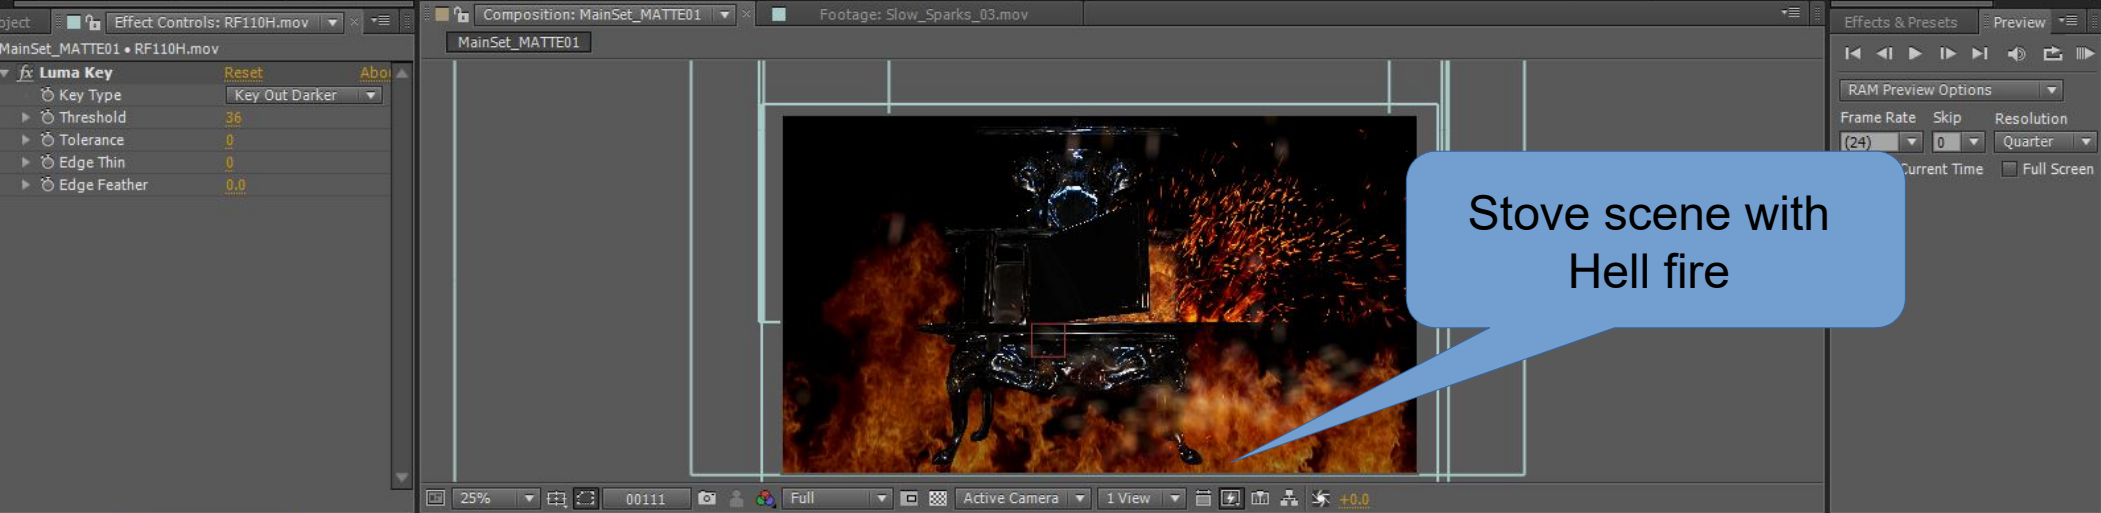 Effect Controls: RF110H.mov
MainSet_MATTE01 • RF110H.mov
fx Luma Key Reset
Key Type Key Out Darker
Threshold 36
Tolerance 0
Edge Thin 0
Edge Feather 0.0
Composition: MainSet_MATTE01
Footage: Slow_Sparks_03.mov
MainSet_MATTE01
25%
00111
Full
Active Camera
1 View
+0.0
Stove scene with
Hell fire
Effects & Presets Preview
RAM Preview Options
Frame Rate Skip Resolution
(24) 0 Quarter
Current Time Full Screen